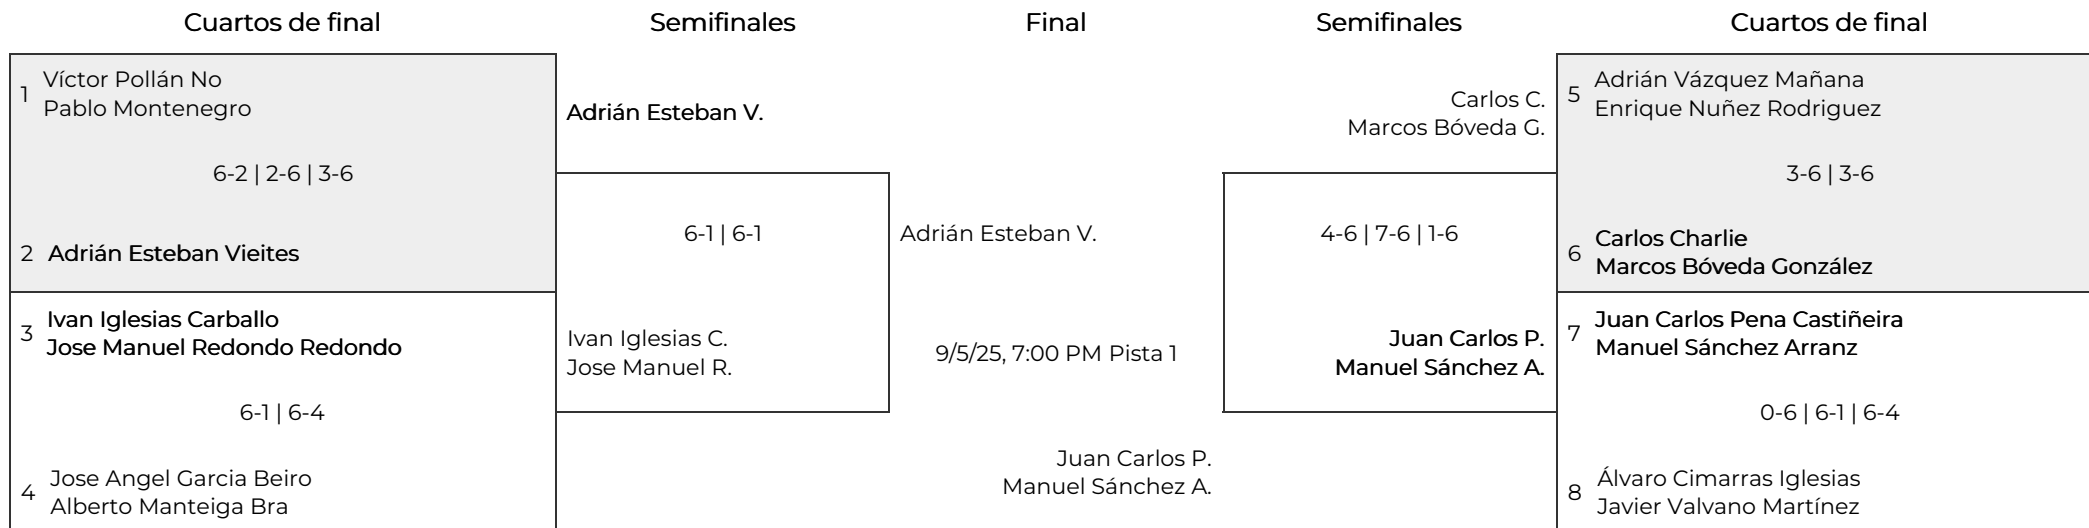 Cuartos de final
Semifinales
Final
Semifinales
Cuartos de final
1
Víctor Pollán No
Pablo Montenegro
6-2 | 2-6 | 3-6
2
Adrián Esteban Vieites
3
Ivan Iglesias Carballo
Jose Manuel Redondo Redondo
6-1 | 6-4
4
Jose Angel Garcia Beiro
Alberto Manteiga Bra
Adrián Esteban V.
6-1 | 6-1
Ivan Iglesias C.
Jose Manuel R.
Adrián Esteban V.
9/5/25, 7:00 PM Pista 1
Juan Carlos P.
Manuel Sánchez A.
Carlos C.
Marcos Bóveda G.
4-6 | 7-6 | 1-6
Juan Carlos P.
Manuel Sánchez A.
5
Adrián Vázquez Mañana
Enrique Nuñez Rodriguez
3-6 | 3-6
6
Carlos Charlie
Marcos Bóveda González
7
Juan Carlos Pena Castiñeira
Manuel Sánchez Arranz
0-6 | 6-1 | 6-4
8
Álvaro Cimarras Iglesias
Javier Valvano Martínez